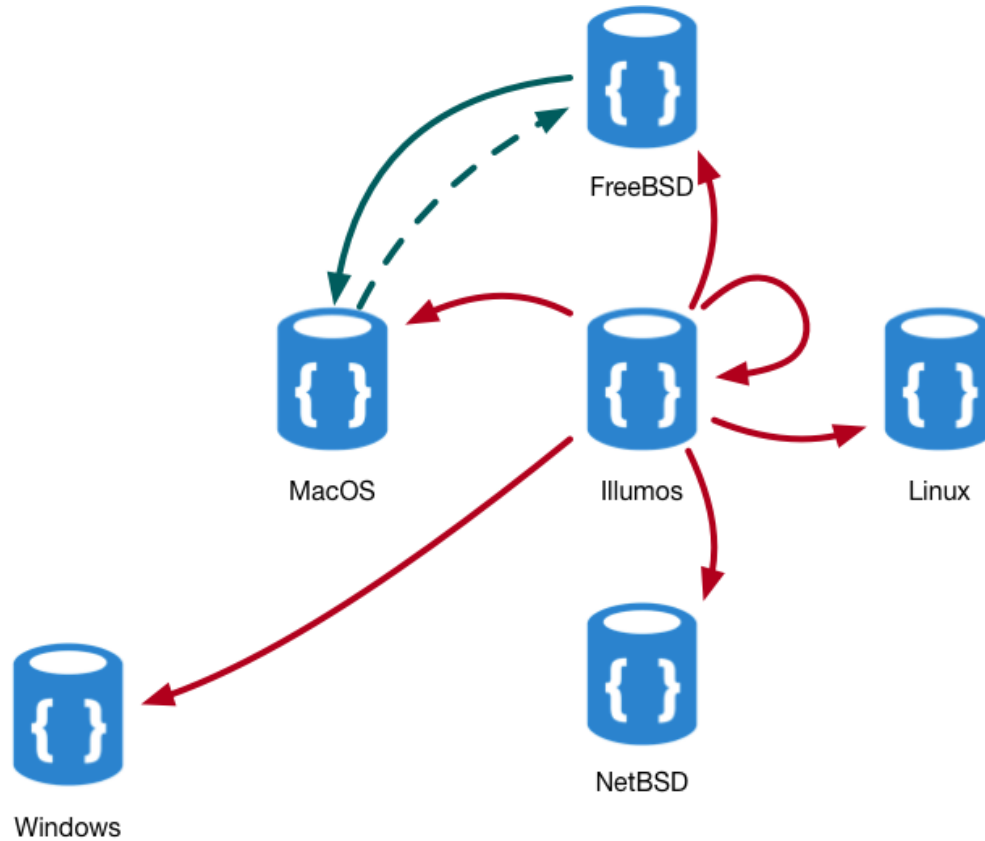 { }
FreeBSD
{ }
MacOS
{ }
Illumos
{ }
Linux
{ }
NetBSD
{ }
Windows